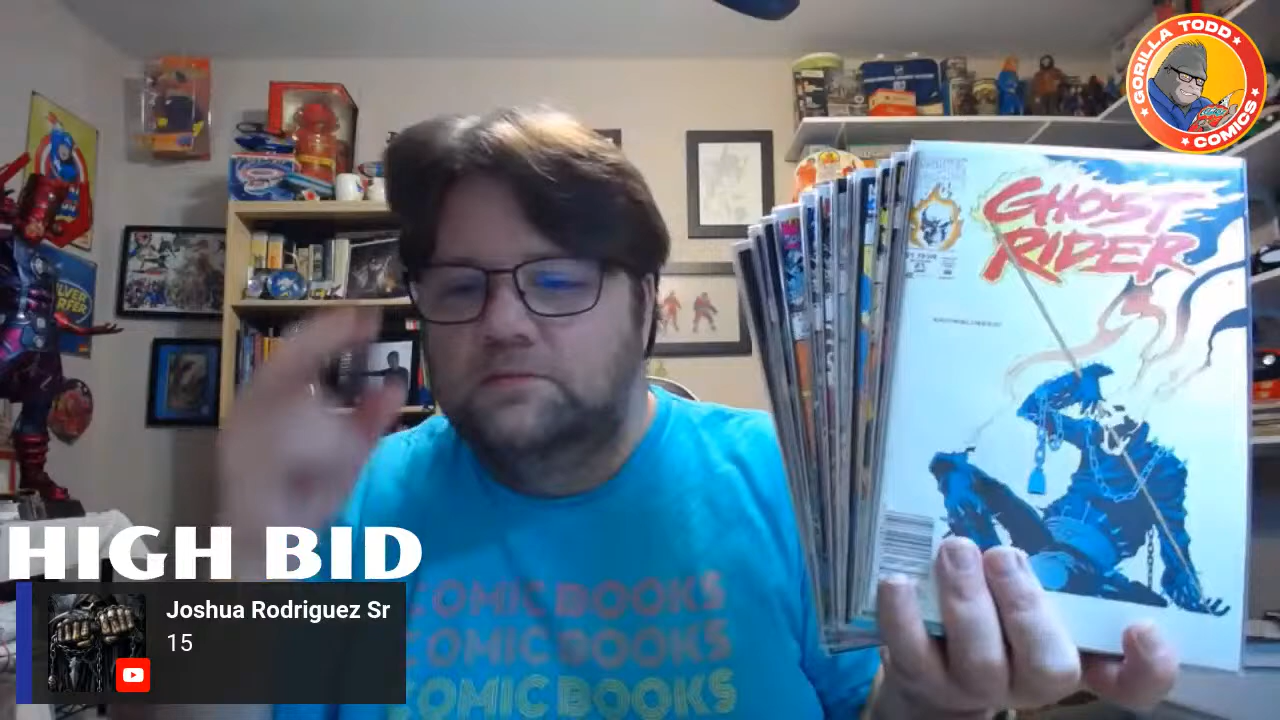 GORILLA TODD
COMICS
GHOST
RIDER
COMIC BOOKS
COMIC BOOKS
COMIC BOOKS
HIGH BID
Joshua Rodriguez Sr
15